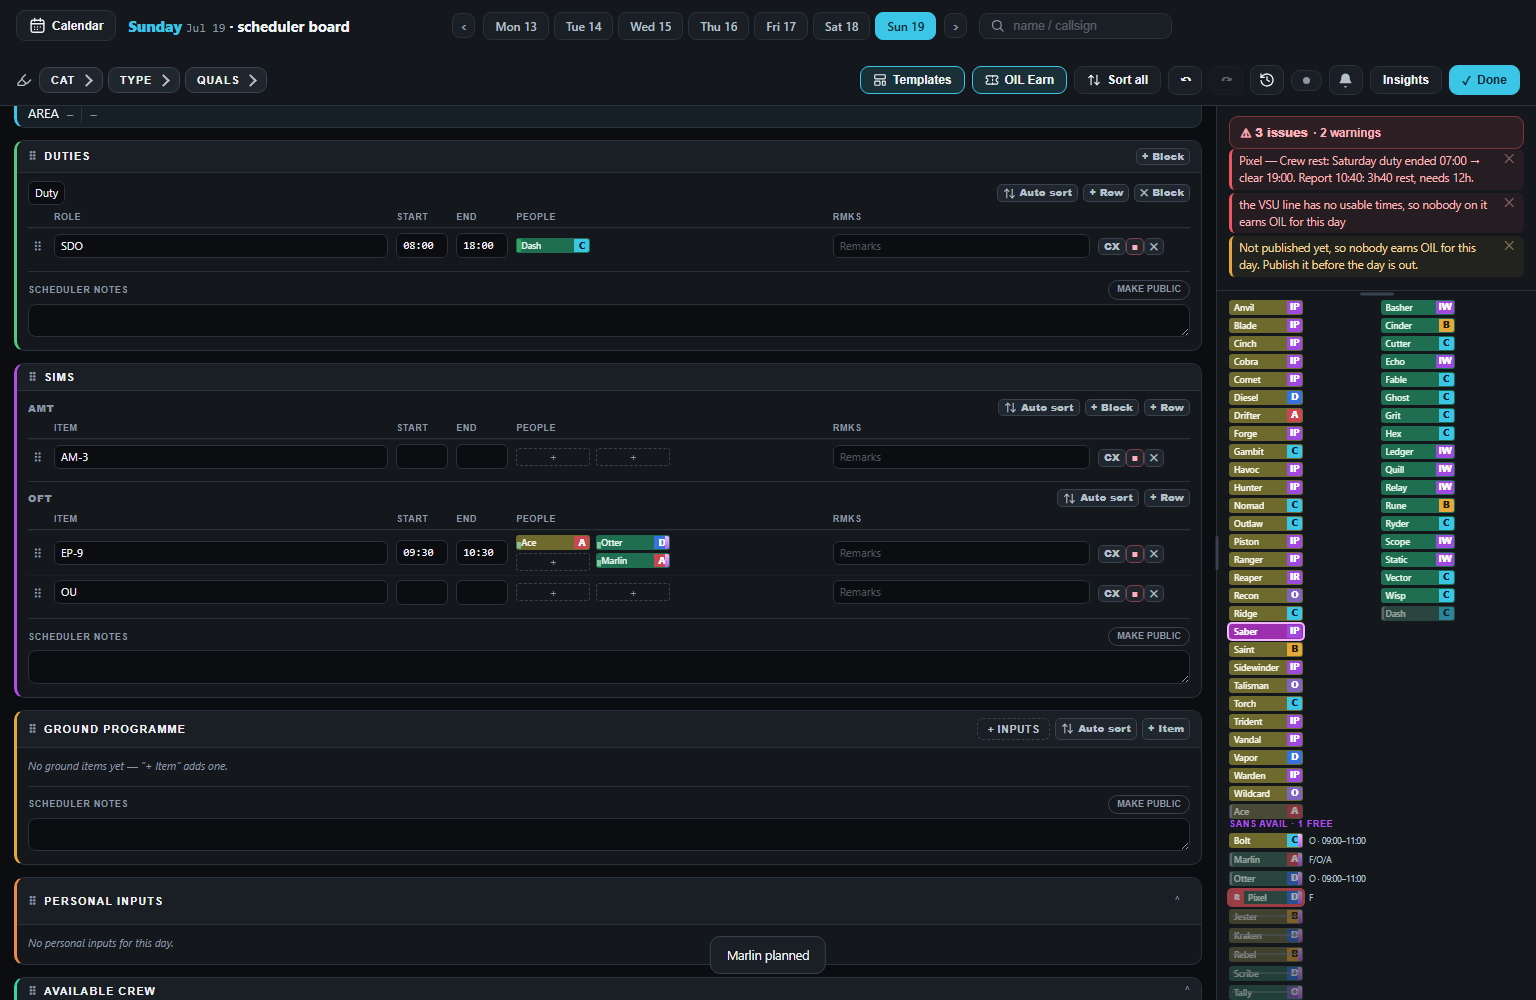 Calendar
Sunday Jul 19 · scheduler board
‹ Mon 13 Tue 14 Wed 15 Thu 16 Fri 17 Sat 18 Sun 19 ›
name / callsign
CAT TYPE QUALS
Templates OIL Earn Sort all Insights ✓ Done
AREA – –
DUTIES
+ Block
Duty
Auto sort + Row ✕ Block
ROLE START END PEOPLE RMKS
SDO 08:00 18:00 Dash C Remarks CX ✕
SCHEDULER NOTES MAKE PUBLIC
SIMS
AMT Auto sort + Block + Row
ITEM START END PEOPLE RMKS
AM-3 + + Remarks CX ✕
OFT Auto sort + Row
ITEM START END PEOPLE RMKS
EP-9 09:30 10:30 Ace A Otter D Remarks CX ✕
+ Marlin A
OU + + Remarks CX ✕
SCHEDULER NOTES MAKE PUBLIC
GROUND PROGRAMME
+ INPUTS Auto sort + Item
No ground items yet — "+ Item" adds one.
SCHEDULER NOTES MAKE PUBLIC
PERSONAL INPUTS
No personal inputs for this day.
Marlin planned
AVAILABLE CREW
⚠ 3 issues · 2 warnings
Pixel — Crew rest: Saturday duty ended 07:00 → clear 19:00. Report 10:40: 3h40 rest, needs 12h.
the VSU line has no usable times, so nobody on it earns OIL for this day
Not published yet, so nobody earns OIL for this day. Publish it before the day is out.
Anvil IP
Blade IP
Cinch IP
Cobra IP
Comet IP
Diesel D
Drifter A
Forge IP
Gambit C
Havoc IP
Hunter IP
Nomad C
Outlaw C
Piston IP
Ranger IP
Reaper IR
Recon O
Ridge C
Saber IP
Saint B
Sidewinder IP
Talisman O
Torch C
Trident IP
Vandal IP
Vapor D
Warden IP
Wildcard O
Ace A
Basher IW
Cinder B
Cutter C
Echo IW
Fable C
Ghost C
Grit C
Hex C
Ledger IW
Quill IW
Relay IW
Rune B
Ryder C
Scope IW
Static IW
Vector C
Wisp C
Dash C
SANS AVAIL · 1 FREE
Bolt C O · 09:00–11:00
Marlin A F/O/A
Otter D O · 09:00–11:00
R Pixel D F
Jester B
Kraken D
Rebel B
Scribe D
Tally